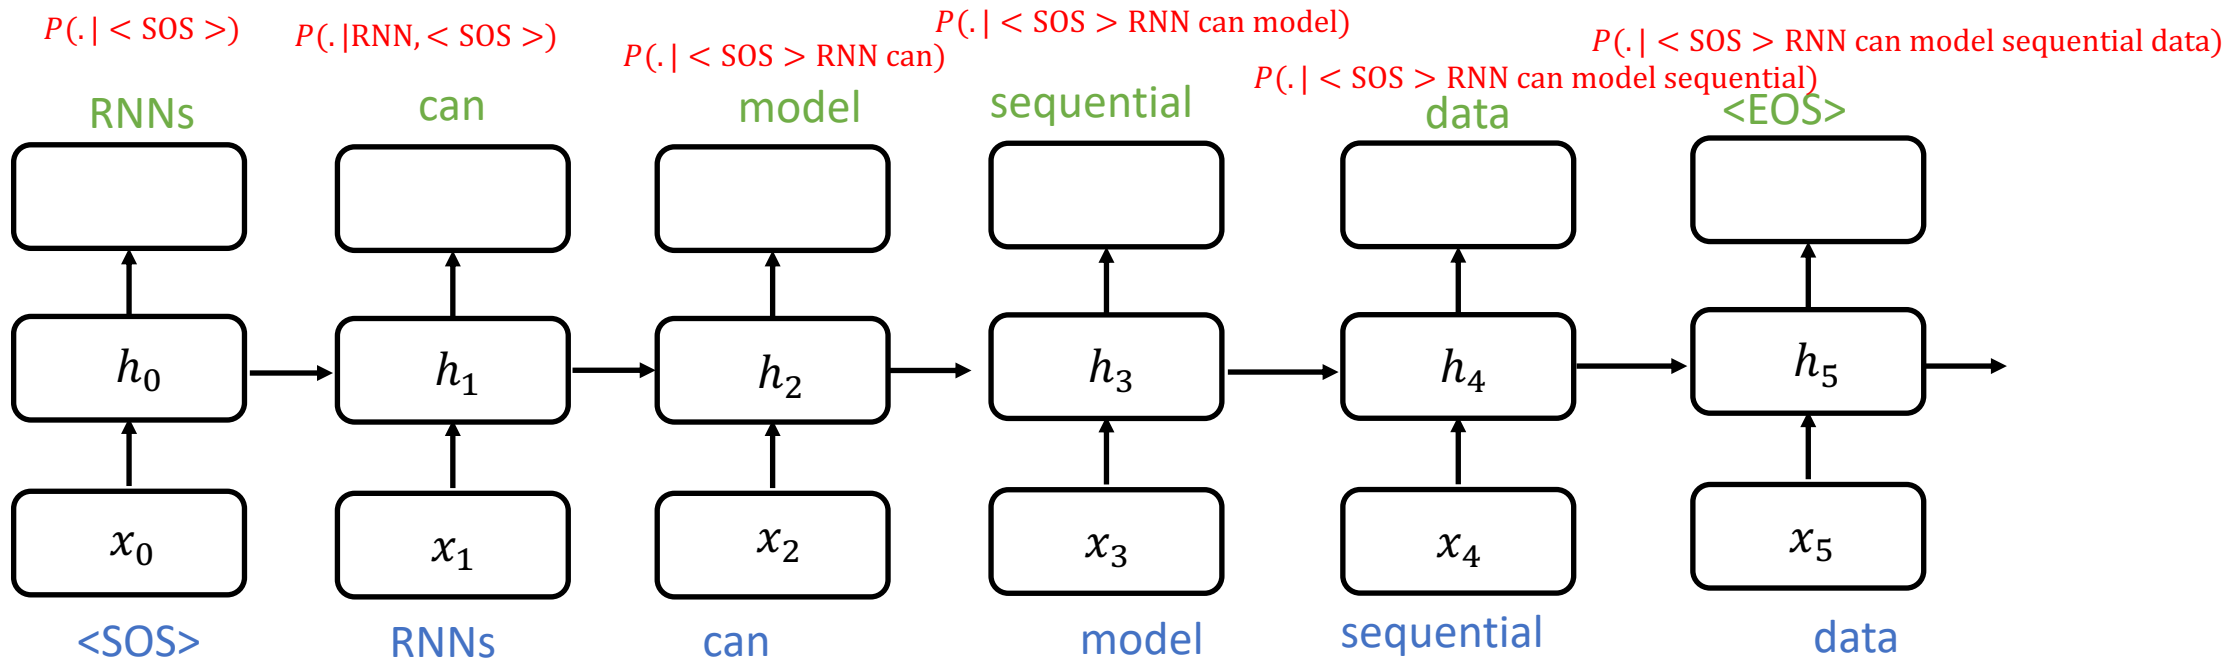 P(. | < SOS >)
P(. |RNN, < SOS >)
P(. | < SOS > RNN can)
P(. | < SOS > RNN can model)
P(. | < SOS > RNN can model sequential)
P(. | < SOS > RNN can model sequential data)
RNNs
can
model
sequential
data
<EOS>
h₀
h₁
h₂
h₃
h₄
h₅
x₀
x₁
x₂
x₃
x₄
x₅
<SOS>
RNNs
can
model
sequential
data